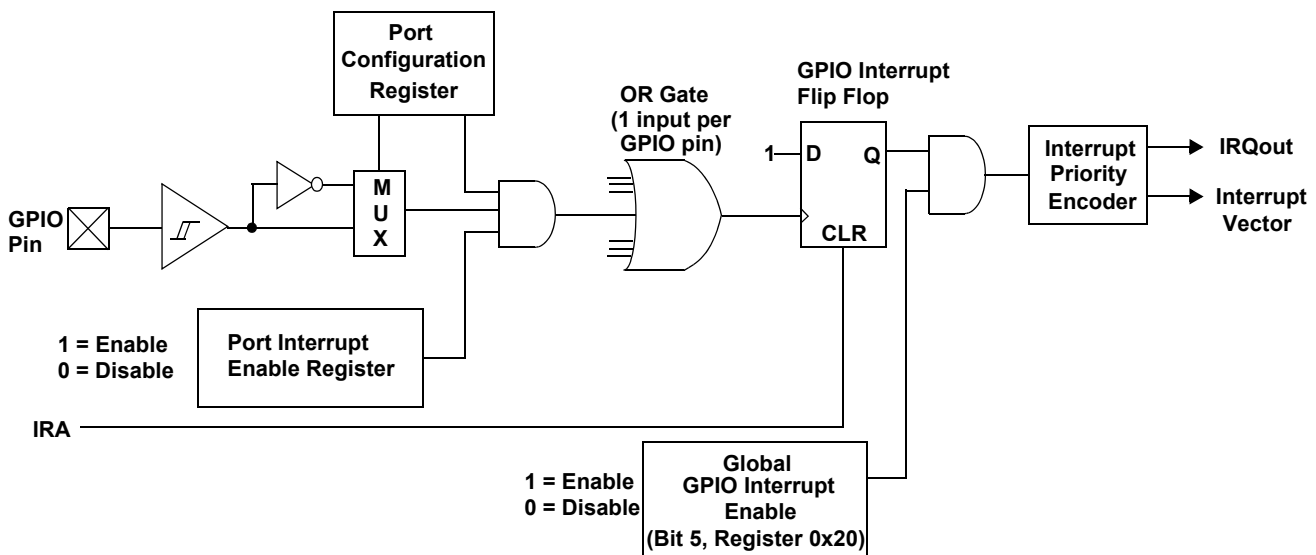 Port
Configuration
Register
OR Gate
(1 input per
GPIO pin)
GPIO Interrupt
Flip Flop
GPIO
Pin
M
U
X
1
D
Q
CLR
Interrupt
Priority
Encoder
IRQout
Interrupt
Vector
1 = Enable
0 = Disable
Port Interrupt
Enable Register
IRA
1 = Enable
0 = Disable
Global
GPIO Interrupt
Enable
(Bit 5, Register 0x20)